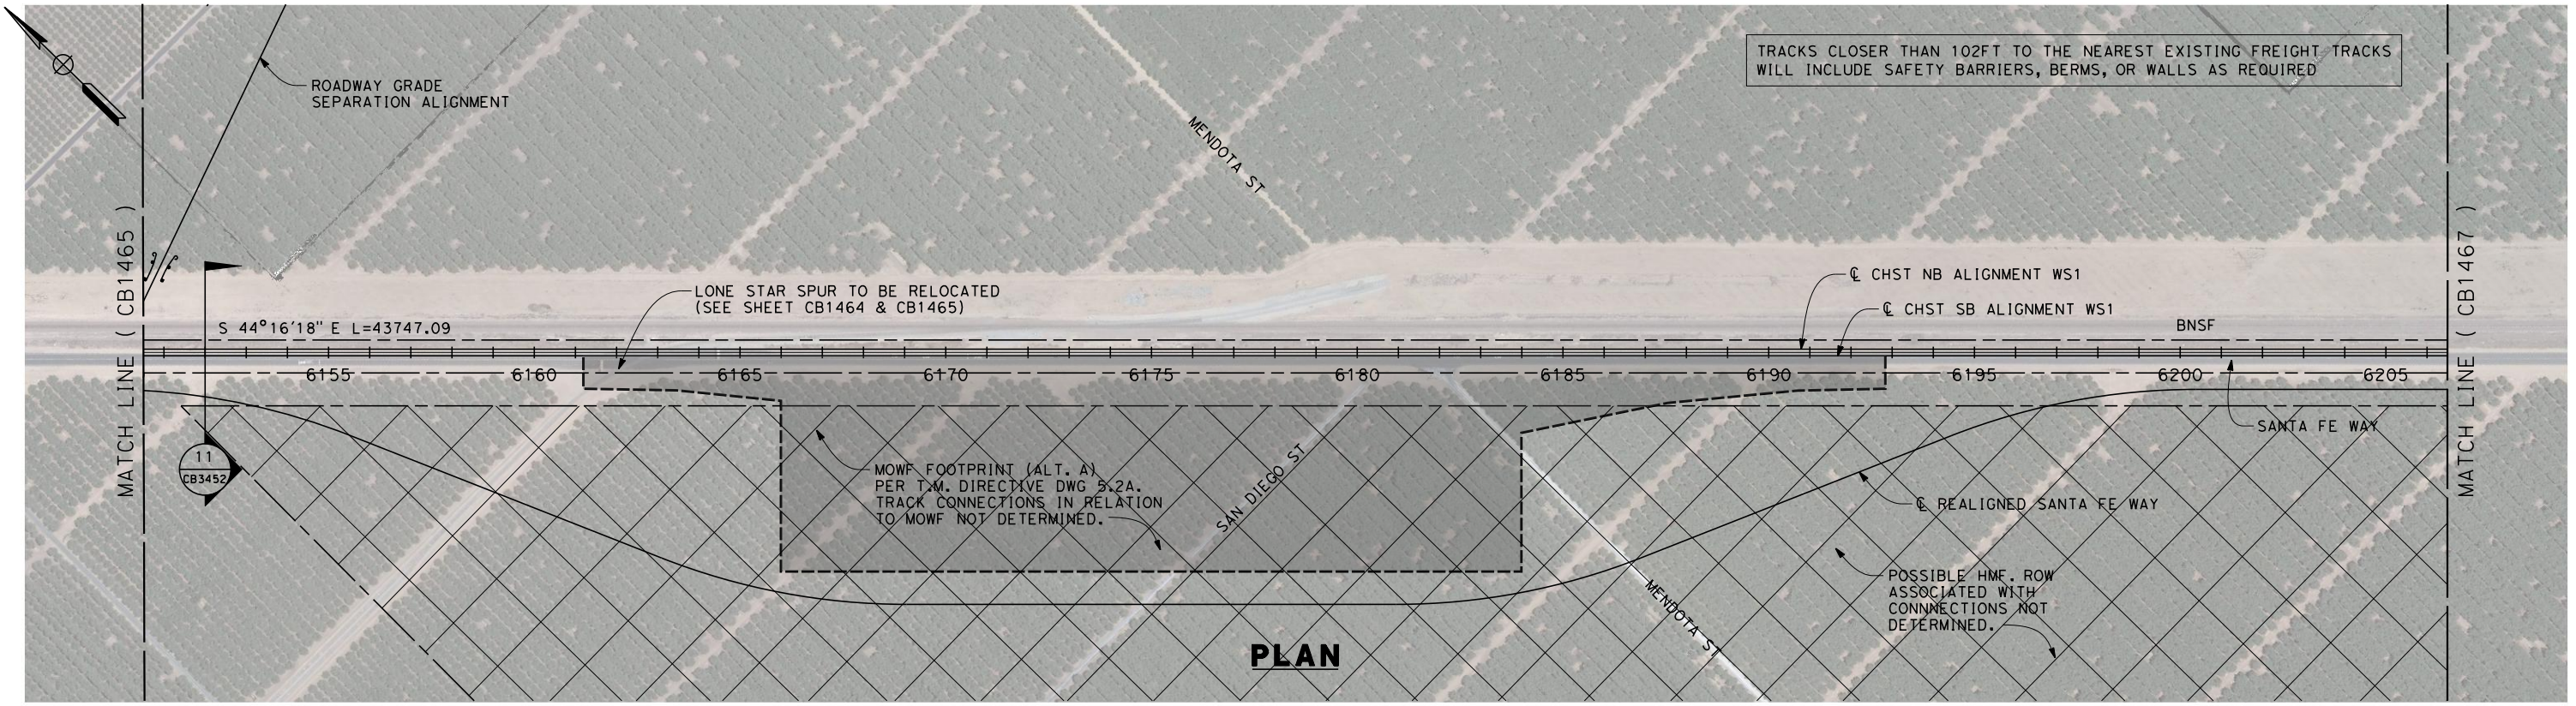 ROADWAY GRADE
SEPARATION ALIGNMENT
TRACKS CLOSER THAN 102FT TO THE NEAREST EXISTING FREIGHT TRACKS
WILL INCLUDE SAFETY BARRIERS, BERMS, OR WALLS AS REQUIRED
MENDOTA ST
MATCH LINE ( CB1465 )
MATCH LINE ( CB1467 )
LONE STAR SPUR TO BE RELOCATED
(SEE SHEET CB1464 & CB1465)
℄ CHST NB ALIGNMENT WS1
℄ CHST SB ALIGNMENT WS1
S 44°16'18" E L=43747.09
BNSF
6155 6160 6165 6170 6175 6180 6185 6190 6195 6200 6205
SANTA FE WAY
11
CB3452
MOWF FOOTPRINT (ALT. A)
PER T.M. DIRECTIVE DWG 5.2A.
TRACK CONNECTIONS IN RELATION
TO MOWF NOT DETERMINED.
SAN DIEGO ST
℄ REALIGNED SANTA FE WAY
POSSIBLE HMF. ROW
ASSOCIATED WITH
CONNNECTIONS NOT
DETERMINED.
MENDOTA ST
PLAN